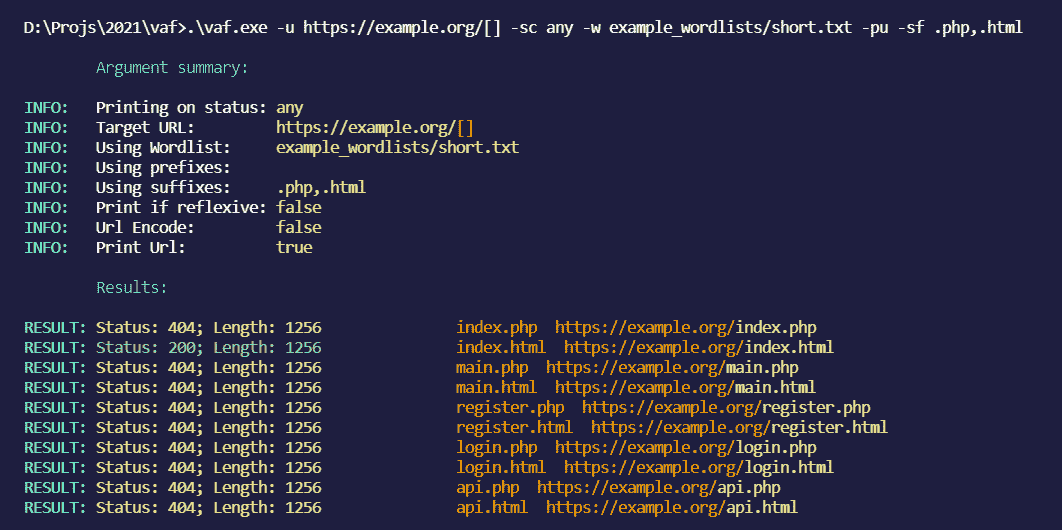 D:\Projs\2021\vaf>.\vaf.exe -u https://example.org/[] -sc any -w example_wordlists/short.txt -pu -sf .php,.html
Argument summary:
INFO: Printing on status: any
INFO: Target URL: https://example.org/[]
INFO: Using Wordlist: example_wordlists/short.txt
INFO: Using prefixes:
INFO: Using suffixes: .php,.html
INFO: Print if reflexive: false
INFO: Url Encode: false
INFO: Print Url: true
Results:
RESULT: Status: 404; Length: 1256 index.php https://example.org/index.php
RESULT: Status: 200; Length: 1256 index.html https://example.org/index.html
RESULT: Status: 404; Length: 1256 main.php https://example.org/main.php
RESULT: Status: 404; Length: 1256 main.html https://example.org/main.html
RESULT: Status: 404; Length: 1256 register.php https://example.org/register.php
RESULT: Status: 404; Length: 1256 register.html https://example.org/register.html
RESULT: Status: 404; Length: 1256 login.php https://example.org/login.php
RESULT: Status: 404; Length: 1256 login.html https://example.org/login.html
RESULT: Status: 404; Length: 1256 api.php https://example.org/api.php
RESULT: Status: 404; Length: 1256 api.html https://example.org/api.html